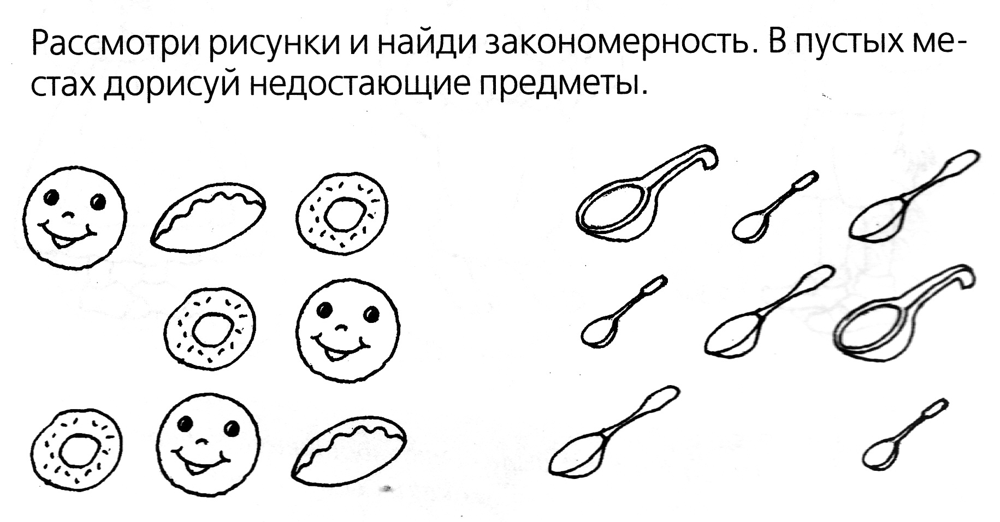 Рассмотри рисунки и найди закономерность. В пустых ме-
стах дорисуй недостающие предметы.